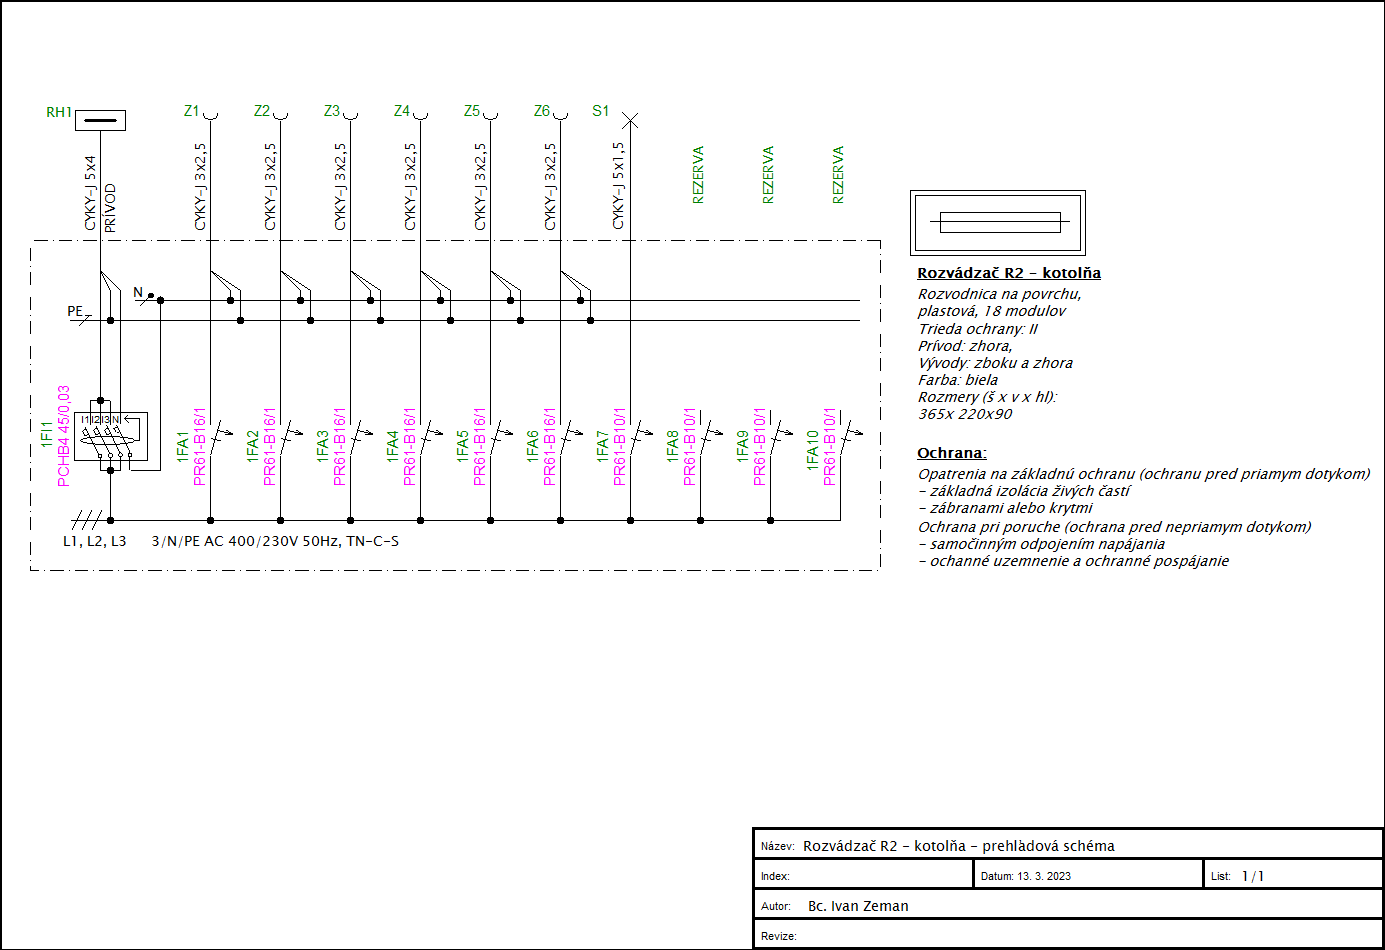 RH1
Z1
Z2
Z3
Z4
Z5
Z6
S1
CYKY-J 5x4
PRÍVOD
CYKY-J 3x2,5
CYKY-J 3x2,5
CYKY-J 3x2,5
CYKY-J 3x2,5
CYKY-J 3x2,5
CYKY-J 3x2,5
CYKY-J 5x1,5
REZERVA
REZERVA
REZERVA
N
PE
1FI1
PCHB4 45/0,03
I1 I2 I3 N
1FA1
PR61-B16/1
1FA2
PR61-B16/1
1FA3
PR61-B16/1
1FA4
PR61-B16/1
1FA5
PR61-B16/1
1FA6
PR61-B16/1
1FA7
PR61-B10/1
1FA8
PR61-B10/1
1FA9
PR61-B10/1
1FA10
PR61-B10/1
L1, L2, L3
3/N/PE AC 400/230V 50Hz, TN-C-S
Rozvádzač R2 - kotolňa
Rozvodnica na povrchu,
plastová, 18 modulov
Trieda ochrany: II
Prívod: zhora,
Vývody: zboku a zhora
Farba: biela
Rozmery (š x v x hl):
365x 220x90
Ochrana:
Opatrenia na základnú ochranu (ochranu pred priamym dotykom)
- základná izolácia živých častí
- zábranami alebo krytmi
Ochrana pri poruche (ochrana pred nepriamym dotykom)
- samočinným odpojením napájania
- ochanné uzemnenie a ochranné pospájanie
Název: Rozvádzač R2 - kotolňa - prehlàdová schéma
Index:
Datum: 13. 3. 2023
List: 1/1
Autor: Bc. Ivan Zeman
Revize: